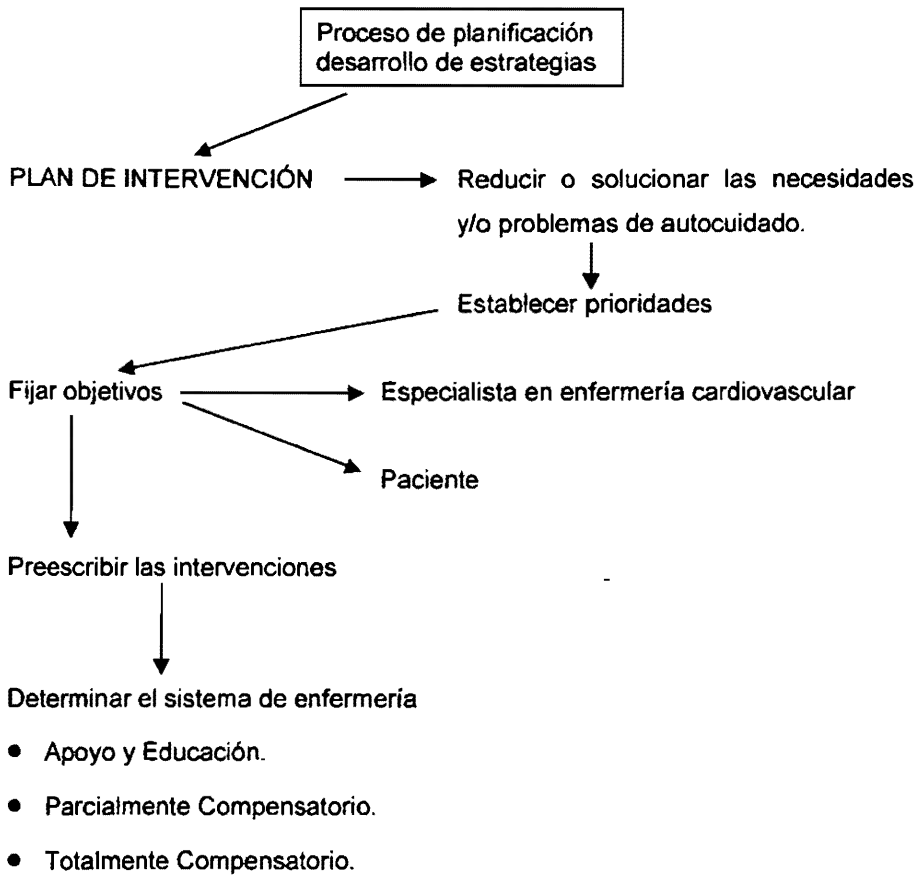 Proceso de planificación
desarrollo de estrategias
PLAN DE INTERVENCIÓN
Reducir o solucionar las necesidades
y/o problemas de autocuidado.
Establecer prioridades
Fijar objetivos
Especialista en enfermería cardiovascular
Paciente
Preescribir las intervenciones
Determinar el sistema de enfermería
• Apoyo y Educación.
• Parcialmente Compensatorio.
• Totalmente Compensatorio.